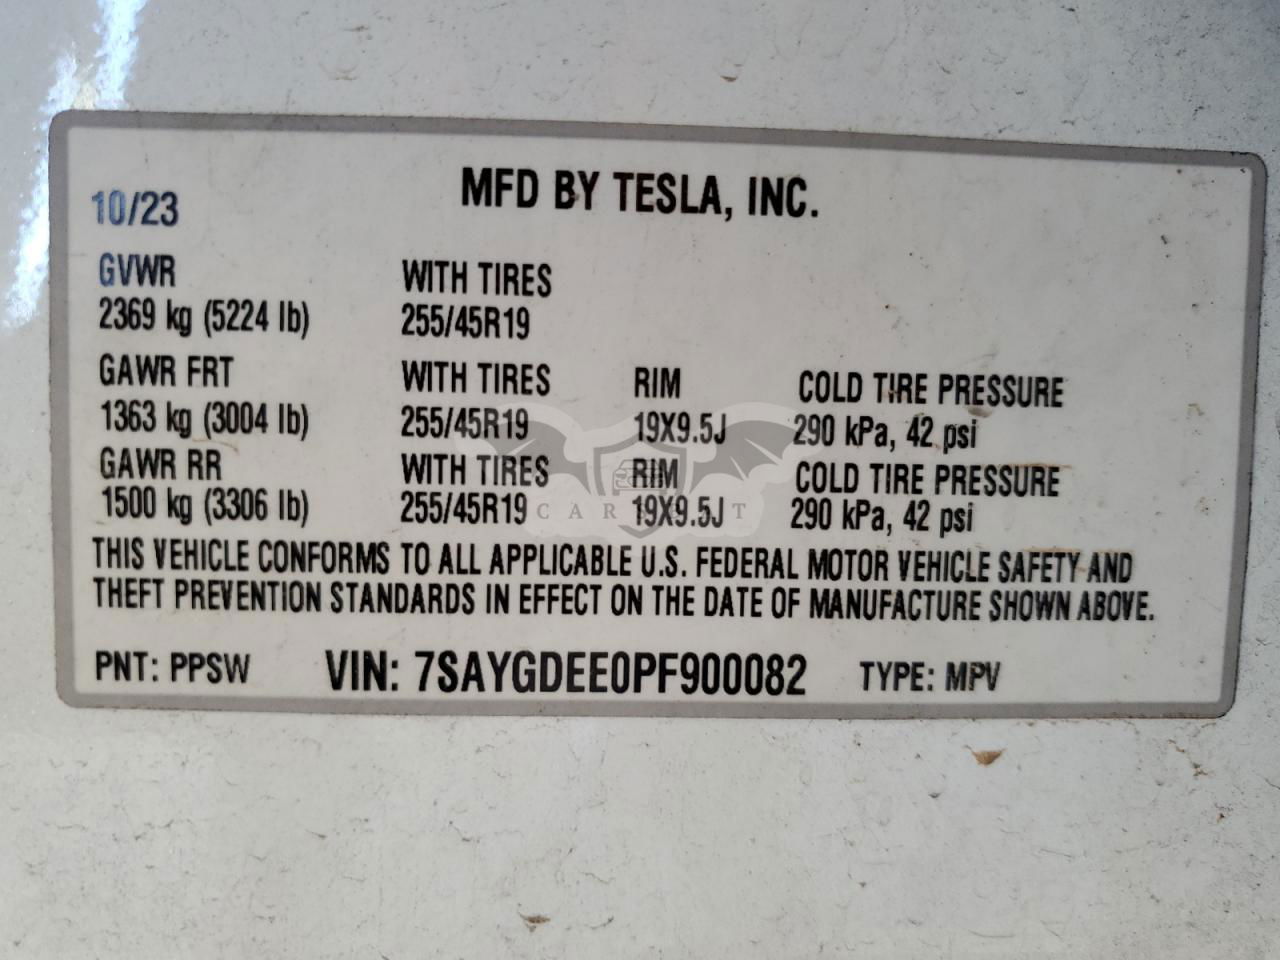 MFD BY TESLA, INC.
10/23
GVWR WITH TIRES
2369 kg (5224 lb) 255/45R19
GAWR FRT WITH TIRES RIM COLD TIRE PRESSURE
1363 kg (3004 lb) 255/45R19 19X9.5J 290 kPa, 42 psi
GAWR RR WITH TIRES RIM COLD TIRE PRESSURE
1500 kg (3306 lb) 255/45R19 19X9.5J 290 kPa, 42 psi
THIS VEHICLE CONFORMS TO ALL APPLICABLE U.S. FEDERAL MOTOR VEHICLE SAFETY AND
THEFT PREVENTION STANDARDS IN EFFECT ON THE DATE OF MANUFACTURE SHOWN ABOVE.
PNT: PPSW VIN: 7SAYGDEE0PF900082 TYPE: MPV